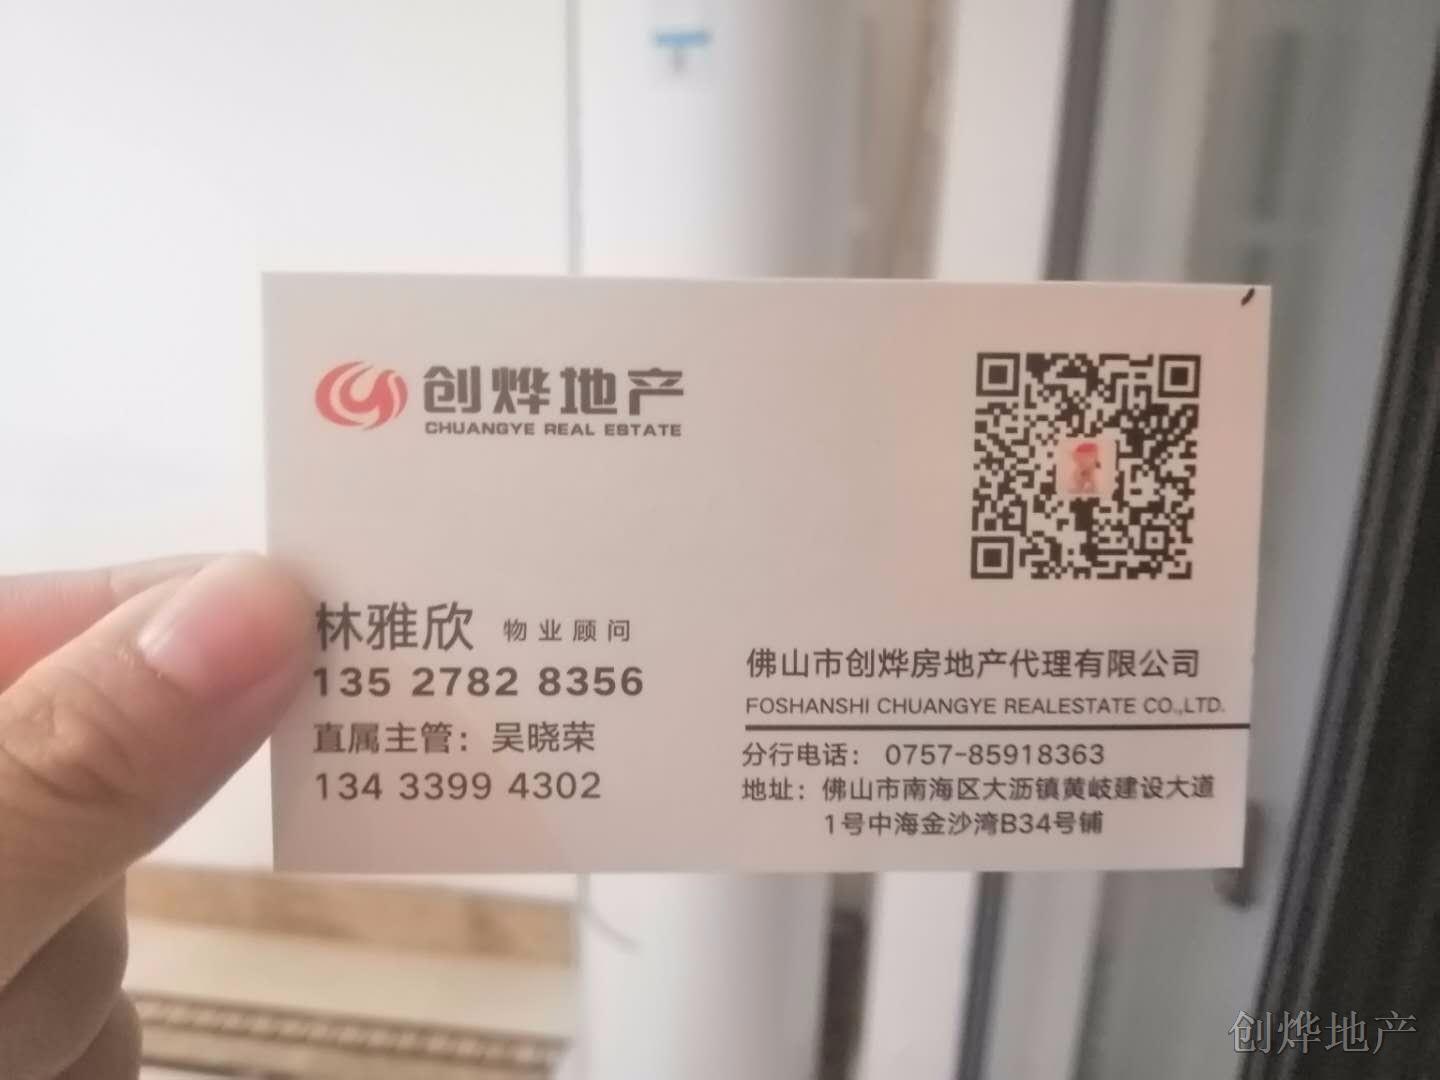 创烨地产
CHUANGYE REAL ESTATE
林雅欣 物业顾问
135 2782 8356
直属主管：吴晓荣
134 3399 4302
佛山市创烨房地产代理有限公司
FOSHANSHI CHUANGYE REALESTATE CO.,LTD.
分行电话： 0757-85918363
地址：佛山市南海区大沥镇黄岐建设大道
1号中海金沙湾B34号铺
创烨地产